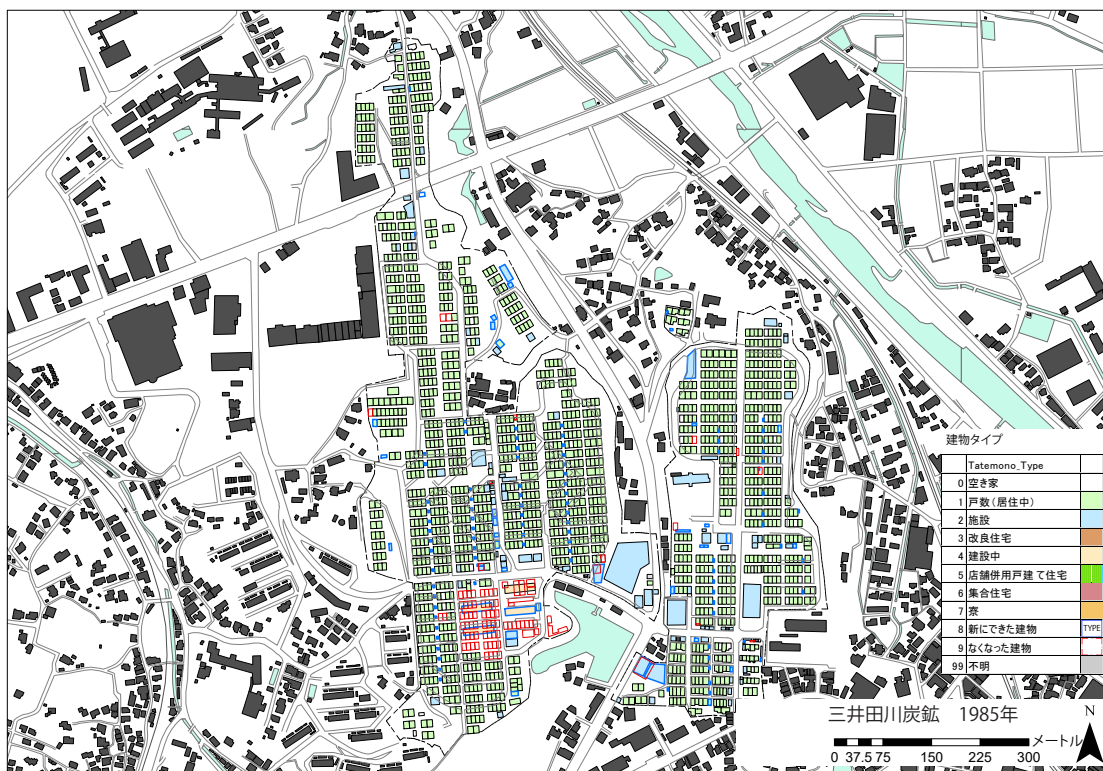 建物タイプ
Tatemono_Type
0 空き家
1 戸数(居住中)
2 施設
3 改良住宅
4 建設中
5 店舗併用戸建て住宅
6 集合住宅
7 寮
8 新にできた建物 TYPE
9 なくなった建物
99 不明
三井田川炭鉱 1985年
N
メートル
0 37.5 75 150 225 300